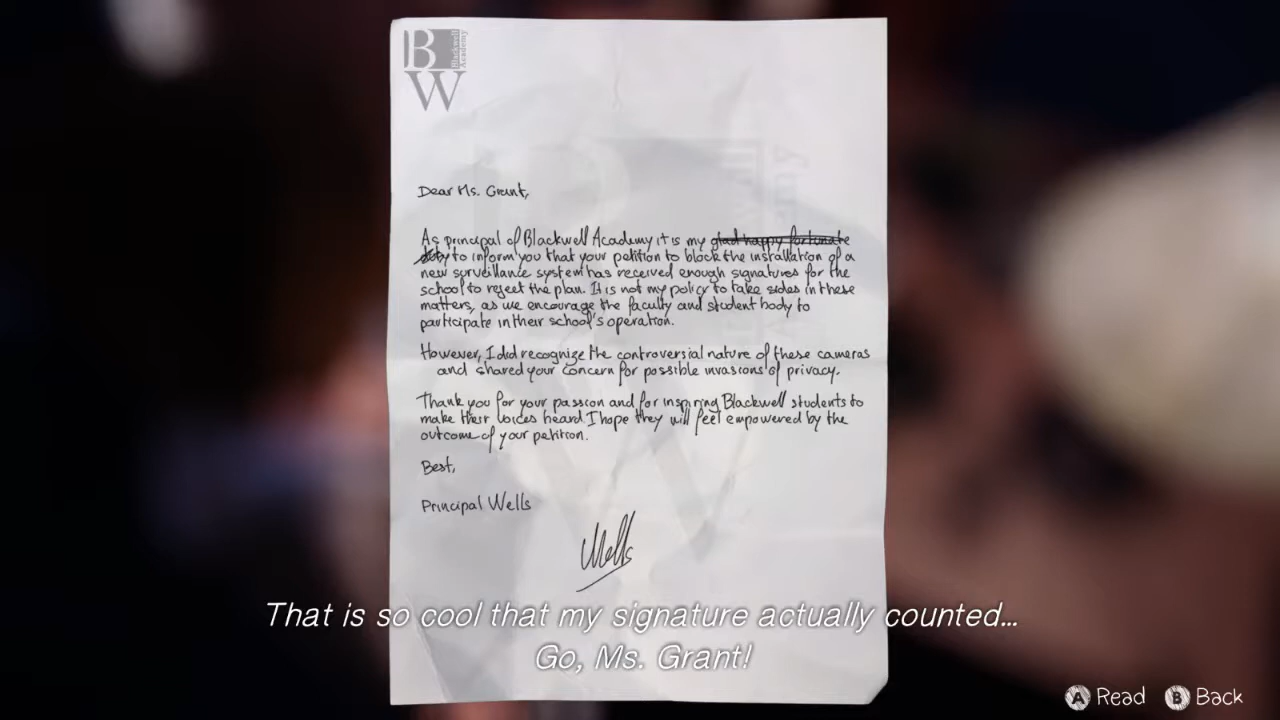 BW
Blackwell Academy
Dear Ms. Grant,
As principal of Blackwell Academy it is my glad happy fortunate
duty to inform you that your petition to block the installation of a
new surveillance system has received enough signatures for the
school to reject the plan. It is not my policy to take sides in these
matters, as we encourage the faculty and student body to
participate in their school's operation.
However, I did recognize the controversial nature of these cameras
and shared your concern for possible invasions of privacy.
Thank you for your passion and for inspiring Blackwell students to
make their voices heard I hope they will feel empowered by the
outcome of your petition.
Best,
Principal Wells
Wells
That is so cool that my signature actually counted...
Go, Ms. Grant!
A Read B Back